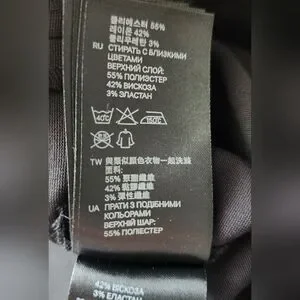 폴리에스터 55%
레이온 42%
폴리우레탄 3%
RU СТИРАТЬ С БЛИЗКИМИ
ЦВЕТАМИ
ВЕРХНИЙ СЛОЙ:
55% ПОЛИЭСТЕР
42% ВИСКОЗА
3% ЭЛАСТАН
40℃
TW 與類似顏色衣物一起洗滌
面料:
55% 聚酯纖維
42% 黏膠纖維
3% 彈性纖維
UA ПРАТИ З ПОДІБНИМИ
КОЛЬОРАМИ
ВЕРХНІЙ ШАР:
55% ПОЛІЕСТЕР
42% ВІСКОЗА
3% ЕЛАСТАН